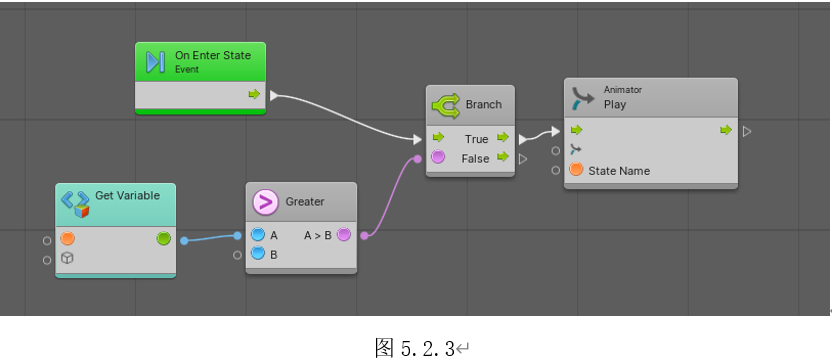 On Enter State
Event
Branch
True
False
Animator
Play
State Name
Get Variable
Greater
A
A > B
B
图 5.2.3↵